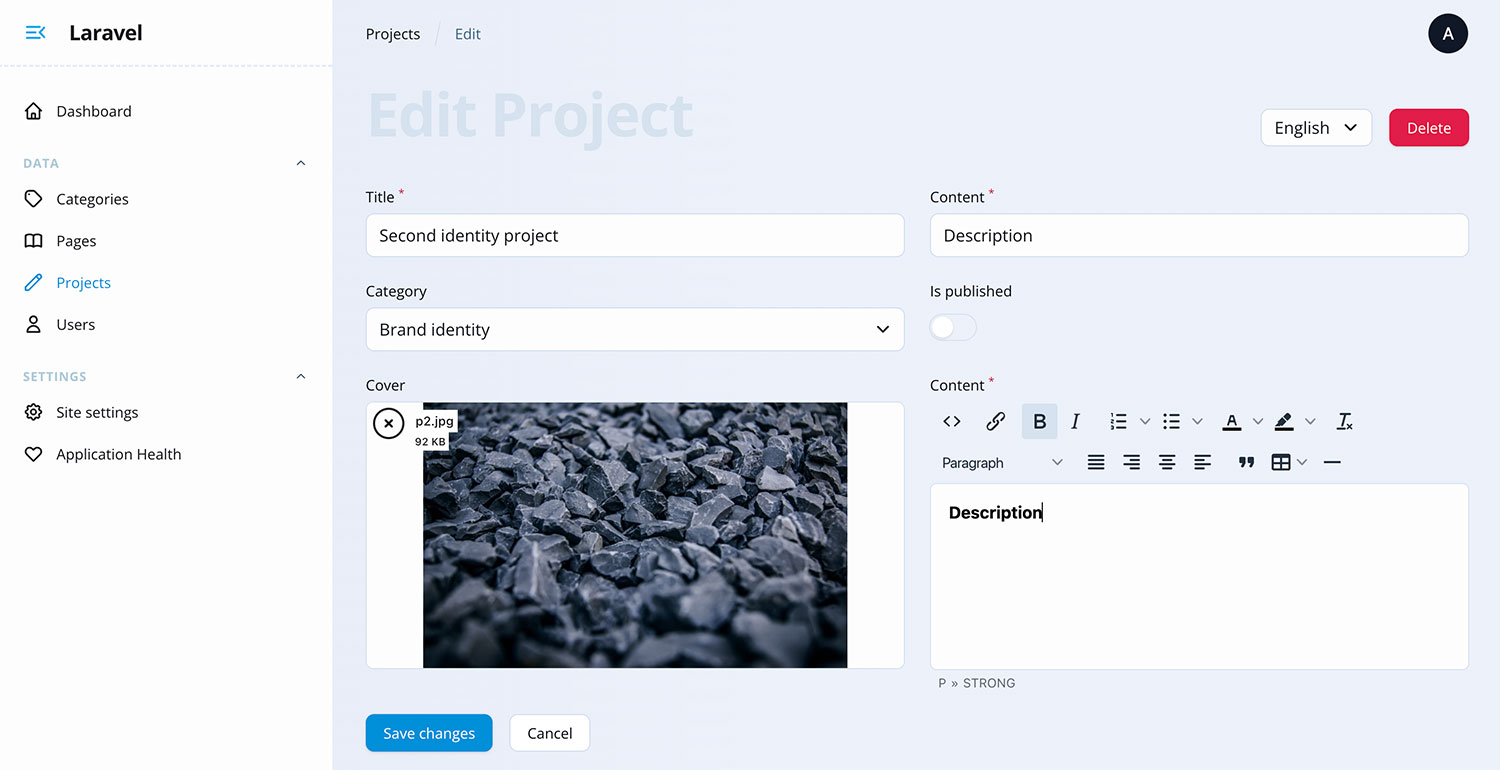 Laravel
Projects / Edit
A
Dashboard
Edit Project
English
Delete
DATA
Categories
Pages
Projects
Users
SETTINGS
Site settings
Application Health
Title *
Second identity project
Content *
Description
Category
Brand identity
Is published
Cover
p2.jpg
92 KB
Content *
B I A
Paragraph
Description
P » STRONG
Save changes
Cancel